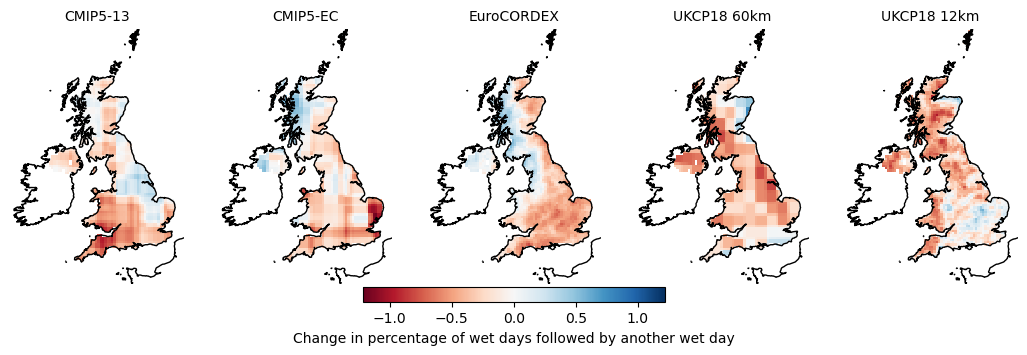 CMIP5-13 CMIP5-EC EuroCORDEX UKCP18 60km UKCP18 12km
−1.0 −0.5 0.0 0.5 1.0
Change in percentage of wet days followed by another wet day